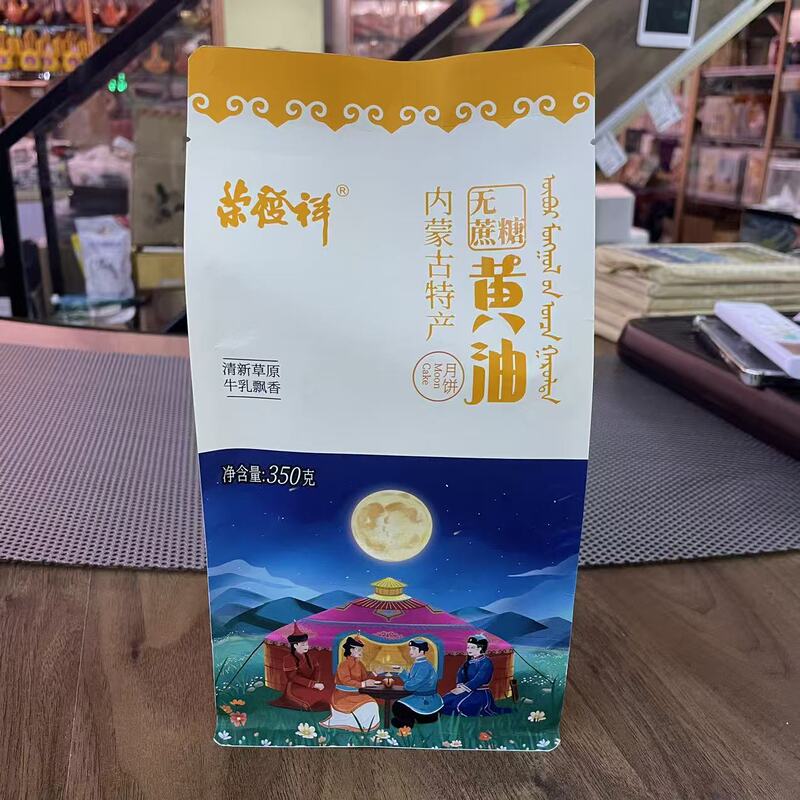 荣發祥®
无
蔗糖
黄油
内蒙古特产
月饼
Moon
Cake
清新草原
牛乳飘香
净含量:350克